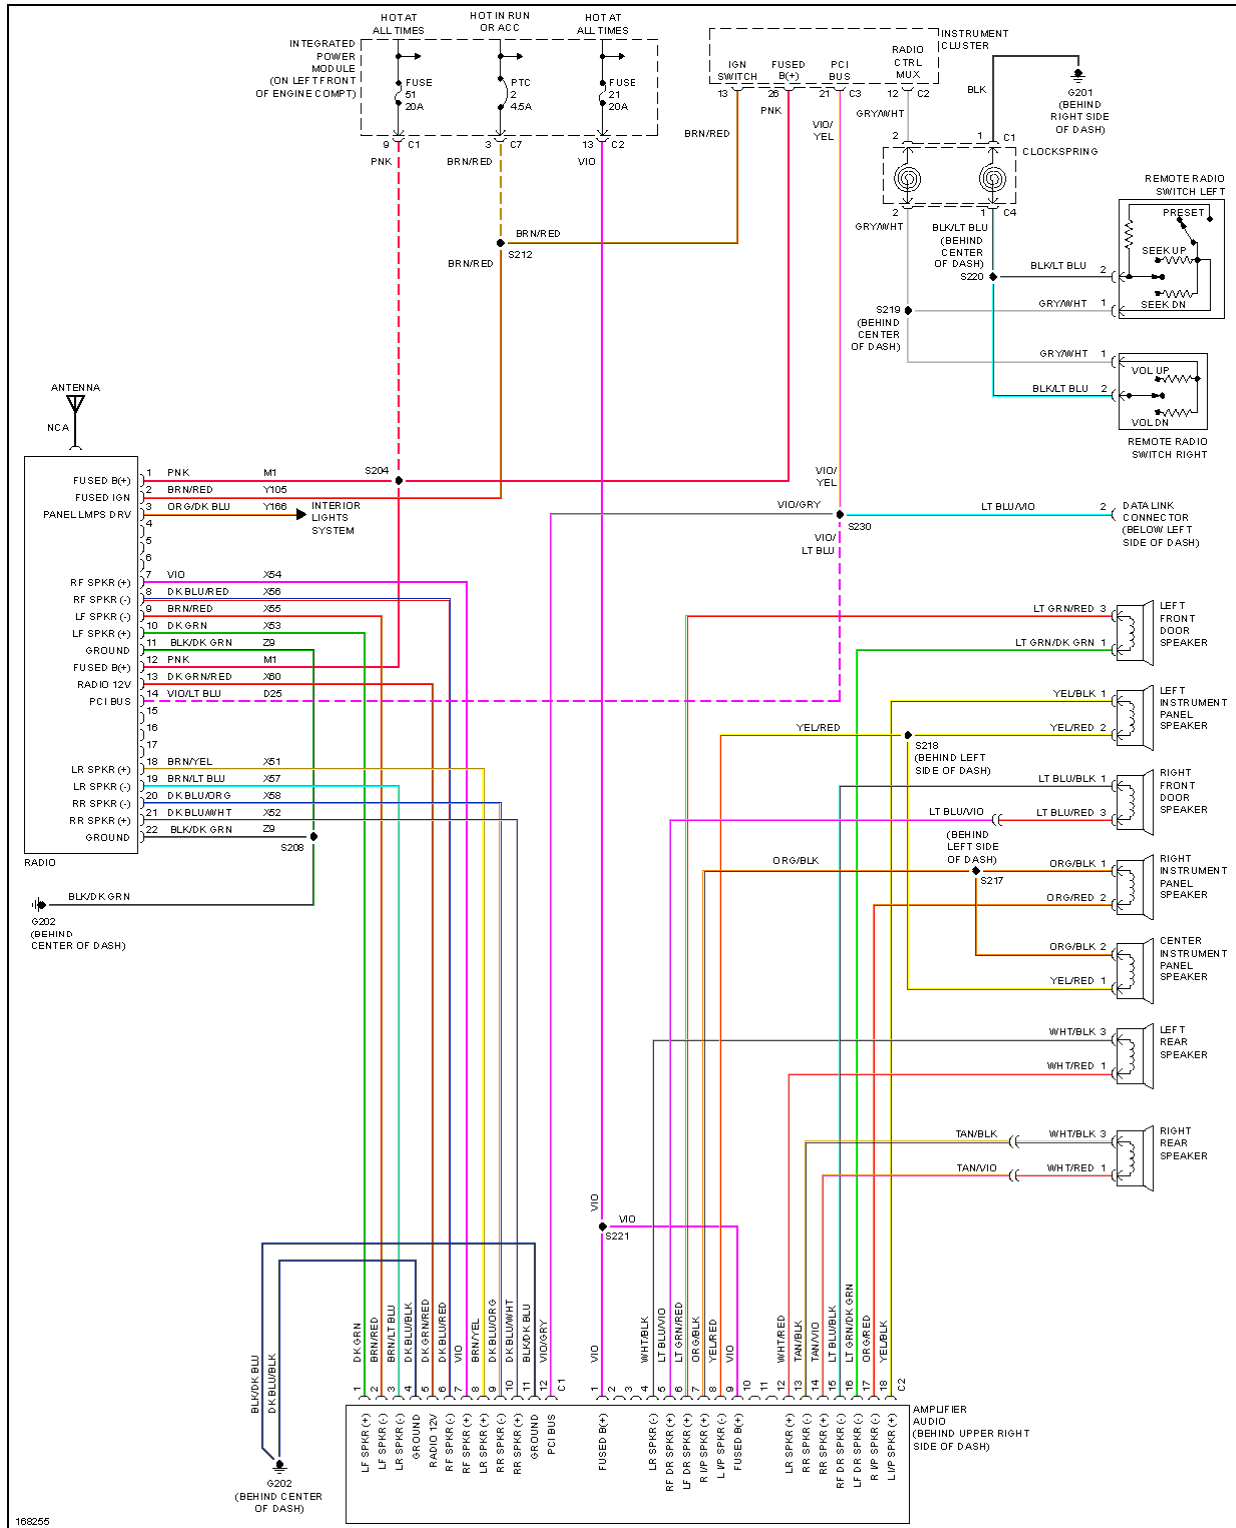 HOT AT
ALL TIMES
HOT IN RUN
OR ACC
HOT AT
ALL TIMES
INTEGRATED
POWER
MODULE
(ON LEFT FRONT
OF ENGINE COMPT)
FUSE
51
20A
PTC
2
4.5A
FUSE
21
20A
9 C1
3 C7
13 C2
PNK
BRN/RED
VIO
INSTRUMENT
CLUSTER
IGN
SWITCH
FUSED
B(+)
PCI
BUS
RADIO
CTRL
MUX
13
26
21 C3
12 C2
BRN/RED
PNK
VIO/
YEL
GRY/WHT
BLK
G201
(BEHIND
RIGHT SIDE
OF DASH)
2
1 C1
CLOCKSPRING
2
1 C4
GRY/WHT
BLK/LT BLU
(BEHIND
CENTER
OF DASH)
S220
REMOTE RADIO
SWITCH LEFT
PRESET
SEEK UP
SEEK DN
BLK/LT BLU 2
GRY/WHT 1
S219
(BEHIND
CENTER
OF DASH)
GRY/WHT 1
BLK/LT BLU 2
VOL UP
VOL DN
REMOTE RADIO
SWITCH RIGHT
BRN/RED
S212
BRN/RED
ANTENNA
NCA
S204
FUSED B(+) 1 PNK M1
FUSED IGN 2 BRN/RED Y105
PANEL LMPS DRV 3 ORG/DK BLU Y166
INTERIOR
LIGHTS
SYSTEM
4
5
6
RF SPKR (+) 7 VIO X54
RF SPKR (-) 8 DK BLU/RED X56
LF SPKR (-) 9 BRN/RED X55
LF SPKR (+) 10 DK GRN X53
GROUND 11 BLK/DK GRN Z9
FUSED B(+) 12 PNK M1
RADIO 12V 13 DK GRN/RED X60
PCI BUS 14 VIO/LT BLU D25
15
16
17
LR SPKR (+) 18 BRN/YEL X51
LR SPKR (-) 19 BRN/LT BLU X57
RR SPKR (-) 20 DK BLU/ORG X58
RR SPKR (+) 21 DK BLU/WHT X52
GROUND 22 BLK/DK GRN Z9
RADIO
S208
BLK/DK GRN
G202
(BEHIND
CENTER OF DASH)
VIO/
YEL
VIO/GRY
S230
VIO/
LT BLU
LT BLU/VIO 2
DATA LINK
CONNECTOR
(BELOW LEFT
SIDE OF DASH)
LT GRN/RED 3
LT GRN/DK GRN 1
LEFT
FRONT
DOOR
SPEAKER
YEL/BLK 1
YEL/RED 2
LEFT
INSTRUMENT
PANEL
SPEAKER
YEL/RED
S218
(BEHIND LEFT
SIDE OF DASH)
LT BLU/BLK 1
LT BLU/VIO
LT BLU/RED 3
RIGHT
FRONT
DOOR
SPEAKER
(BEHIND
LEFT SIDE
OF DASH)
S217
ORG/BLK
ORG/BLK 1
ORG/RED 2
RIGHT
INSTRUMENT
PANEL
SPEAKER
ORG/BLK 2
YEL/RED 1
CENTER
INSTRUMENT
PANEL
SPEAKER
WHT/BLK 3
WHT/RED 1
LEFT
REAR
SPEAKER
TAN/BLK
WHT/BLK 3
TAN/VIO
WHT/RED 1
RIGHT
REAR
SPEAKER
VIO
VIO
S221
BLK/DK BLU
DK BLU/BLK
G202
(BEHIND CENTER
OF DASH)
DK GRN 1 LF SPKR (+)
BRN/RED 2 LF SPKR (-)
BRN/LT BLU 3 LR SPKR (-)
DK BLU/BLK 4 GROUND
DK GRN/RED 5 RADIO 12V
DK BLU/RED 6 RF SPKR (-)
VIO 7 RF SPKR (+)
BRN/YEL 8 LR SPKR (+)
DK BLU/ORG 9 RR SPKR (-)
DK BLU/WHT 10 RR SPKR (+)
BLK/DK BLU 11 GROUND
VIO/GRY 12 PCI BUS
C1
VIO 1 FUSED B(+)
2
3
WHT/BLK 4 LR SPKR (-)
LT BLU/VIO 5 RF DR SPKR (+)
LT GRN/RED 6 LF DR SPKR (+)
ORG/BLK 7 R I/P SPKR (+)
YEL/RED 8 L I/P SPKR (-)
VIO 9 FUSED B(+)
10
11
WHT/RED 12 LR SPKR (+)
TAN/BLK 13 RR SPKR (-)
TAN/VIO 14 RR SPKR (+)
LT BLU/BLK 15 RF DR SPKR (-)
LT GRN/DK GRN 16 LF DR SPKR (-)
ORG/RED 17 R I/P SPKR (-)
YEL/BLK 18 L I/P SPKR (+)
C2
AMPLIFIER
AUDIO
(BEHIND UPPER RIGHT
SIDE OF DASH)
168255